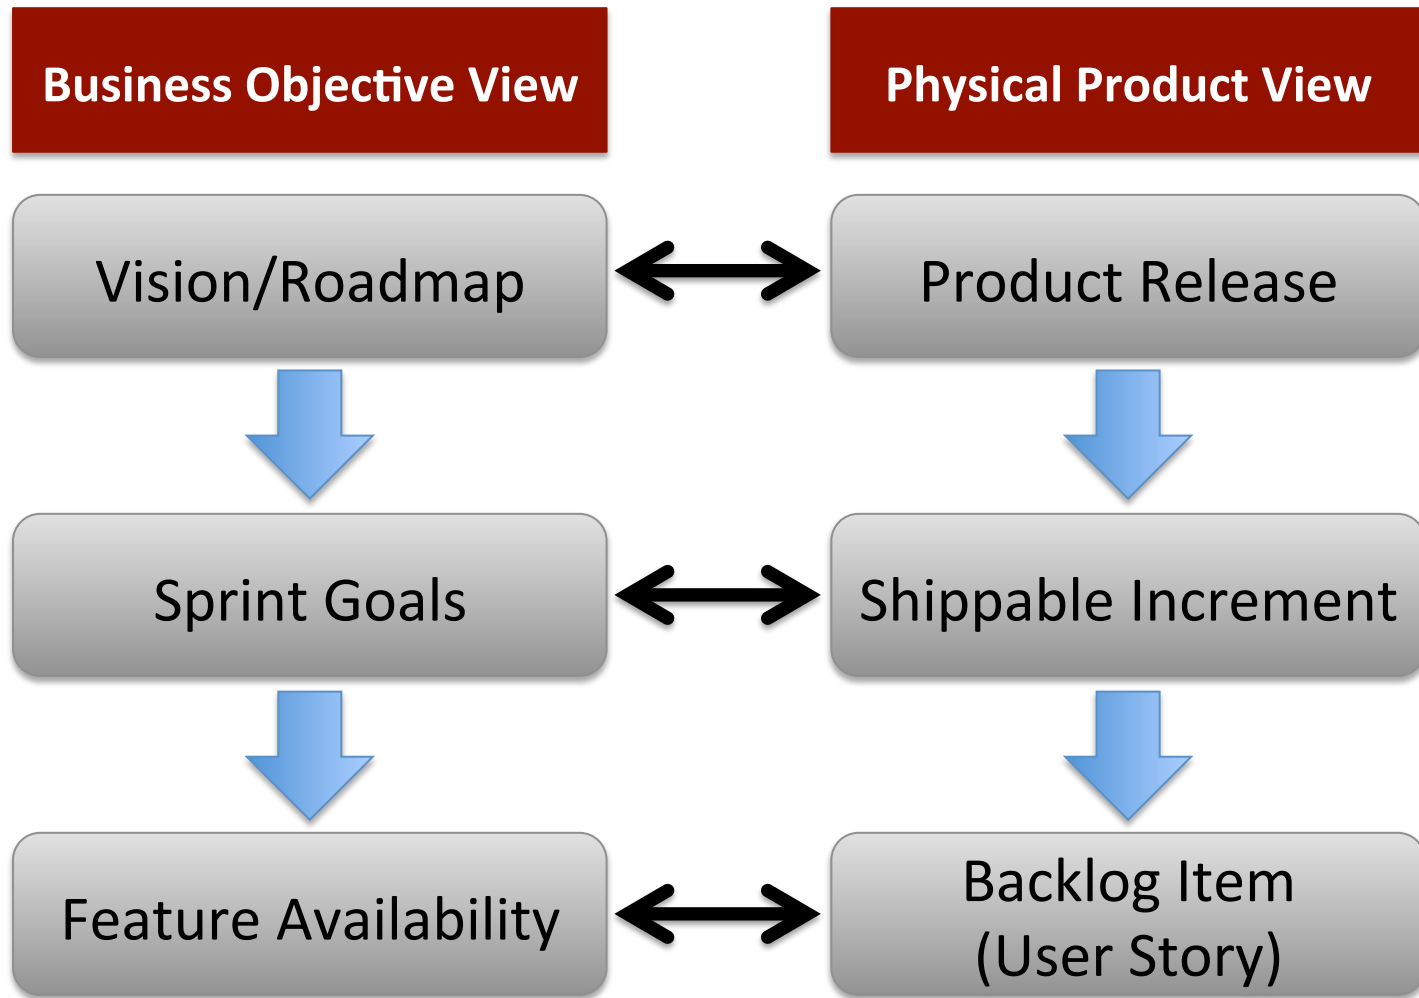 Business Objective View
Physical Product View
Vision/Roadmap
Product Release
Sprint Goals
Shippable Increment
Feature Availability
Backlog Item
(User Story)